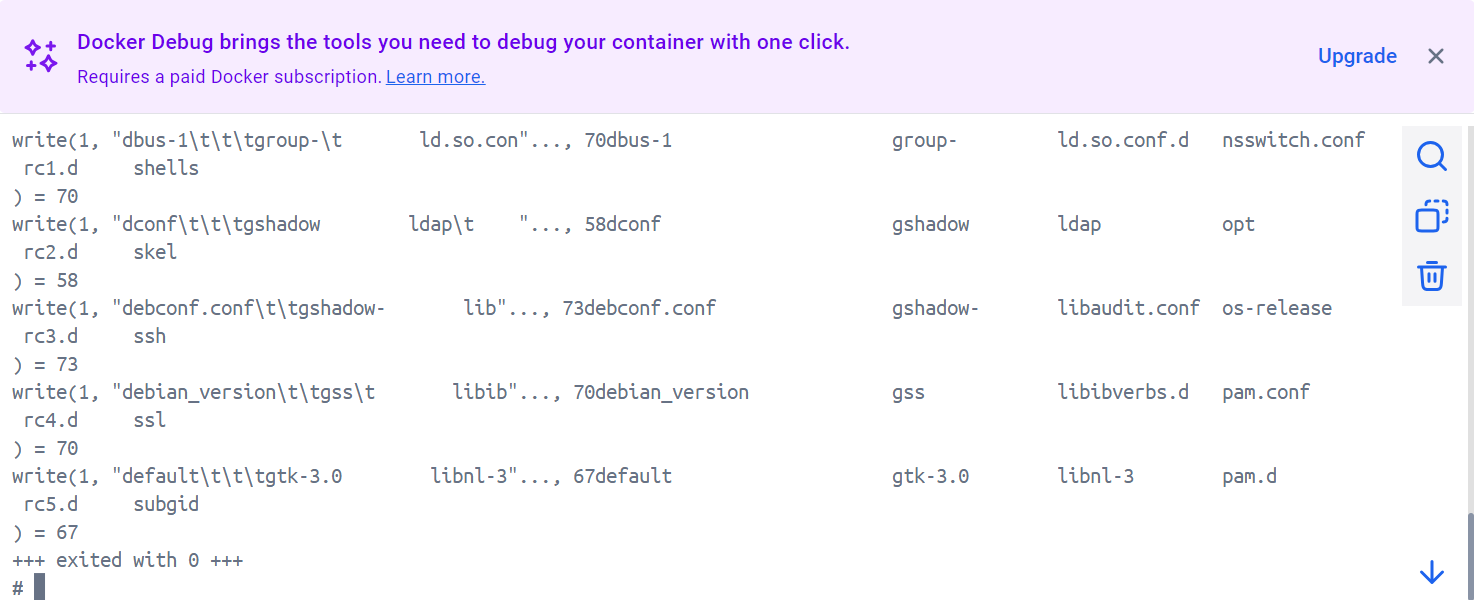 Docker Debug brings the tools you need to debug your container with one click.
Requires a paid Docker subscription. Learn more.
Upgrade
write(1, "dbus-1\t\t\tgroup-\t       ld.so.con"..., 70dbus-1                    group-         ld.so.conf.d   nsswitch.conf
 rc1.d     shells
) = 70
write(1, "dconf\t\t\tgshadow        ldap\t    "..., 58dconf                     gshadow        ldap           opt
 rc2.d     skel
) = 58
write(1, "debconf.conf\t\tgshadow-       lib"..., 73debconf.conf                gshadow-       libaudit.conf  os-release
 rc3.d     ssh
) = 73
write(1, "debian_version\t\tgss\t       libib"..., 70debian_version             gss            libibverbs.d   pam.conf
 rc4.d     ssl
) = 70
write(1, "default\t\t\tgtk-3.0        libnl-3"..., 67default                    gtk-3.0        libnl-3        pam.d
 rc5.d     subgid
) = 67
+++ exited with 0 +++
#